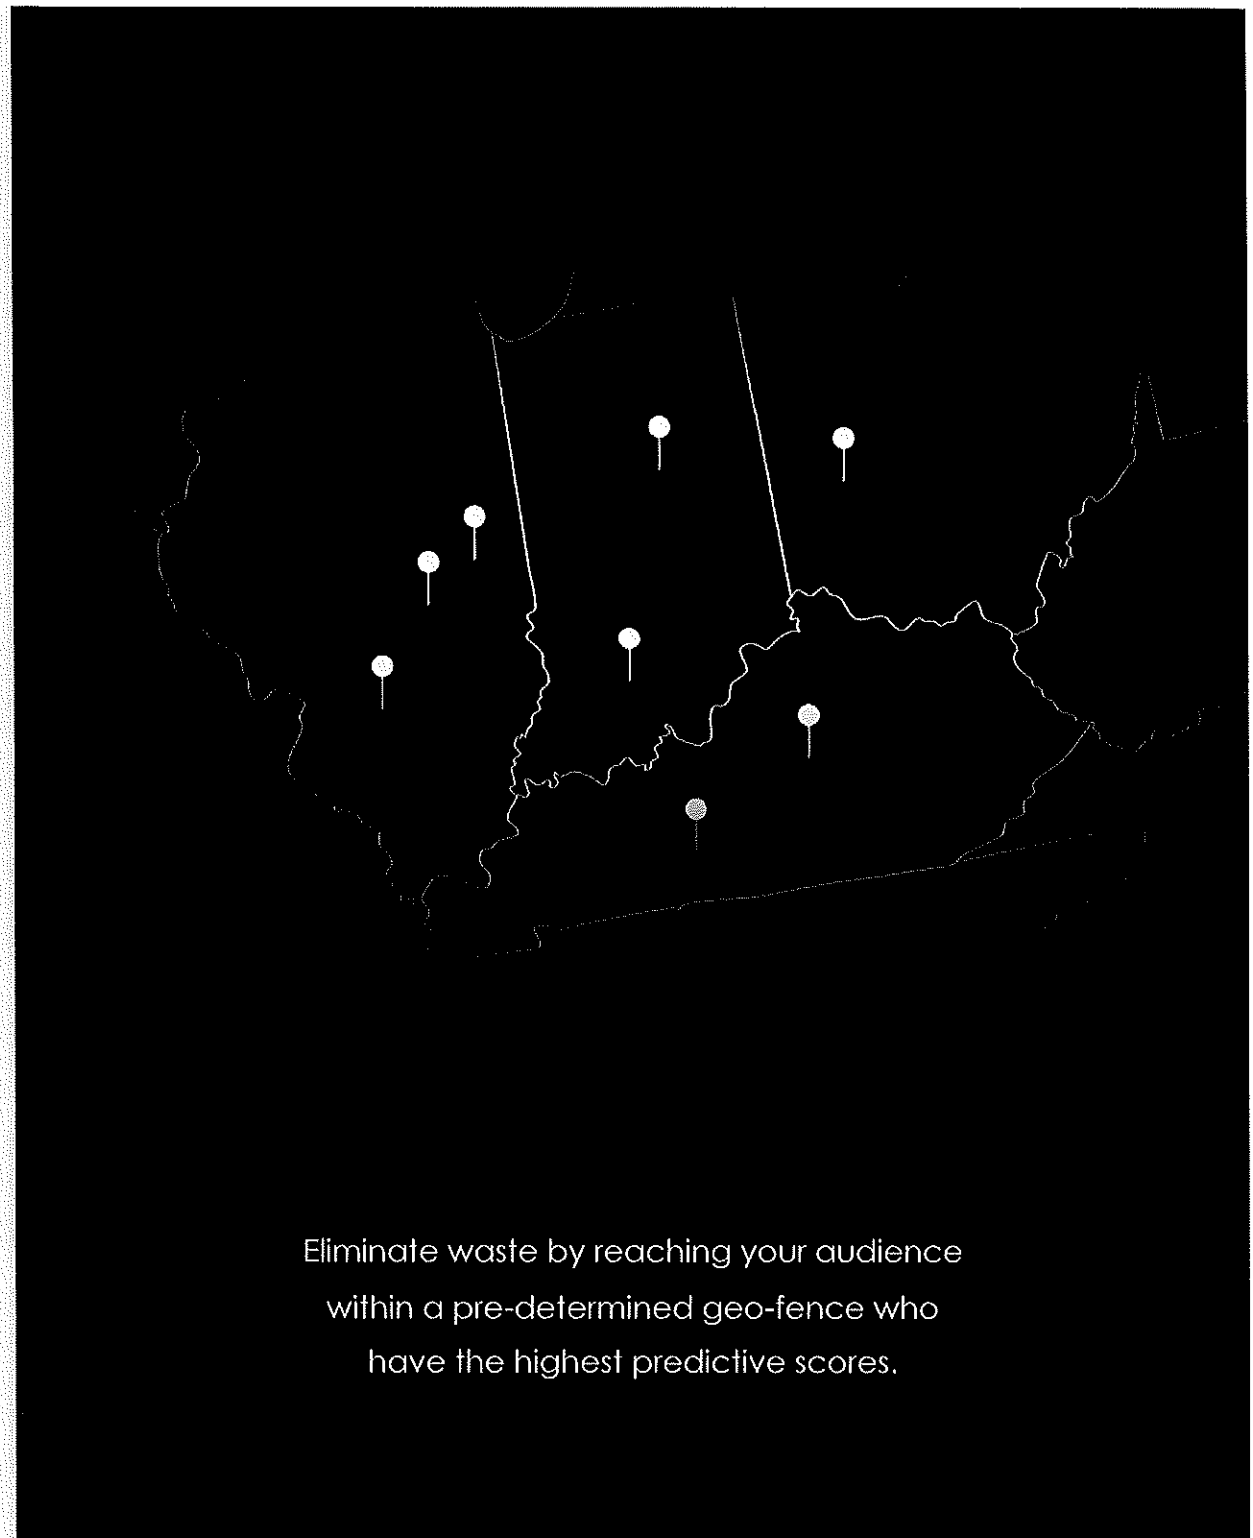 Eliminate waste by reaching your audience
within a pre-determined geo-fence who
have the highest predictive scores.